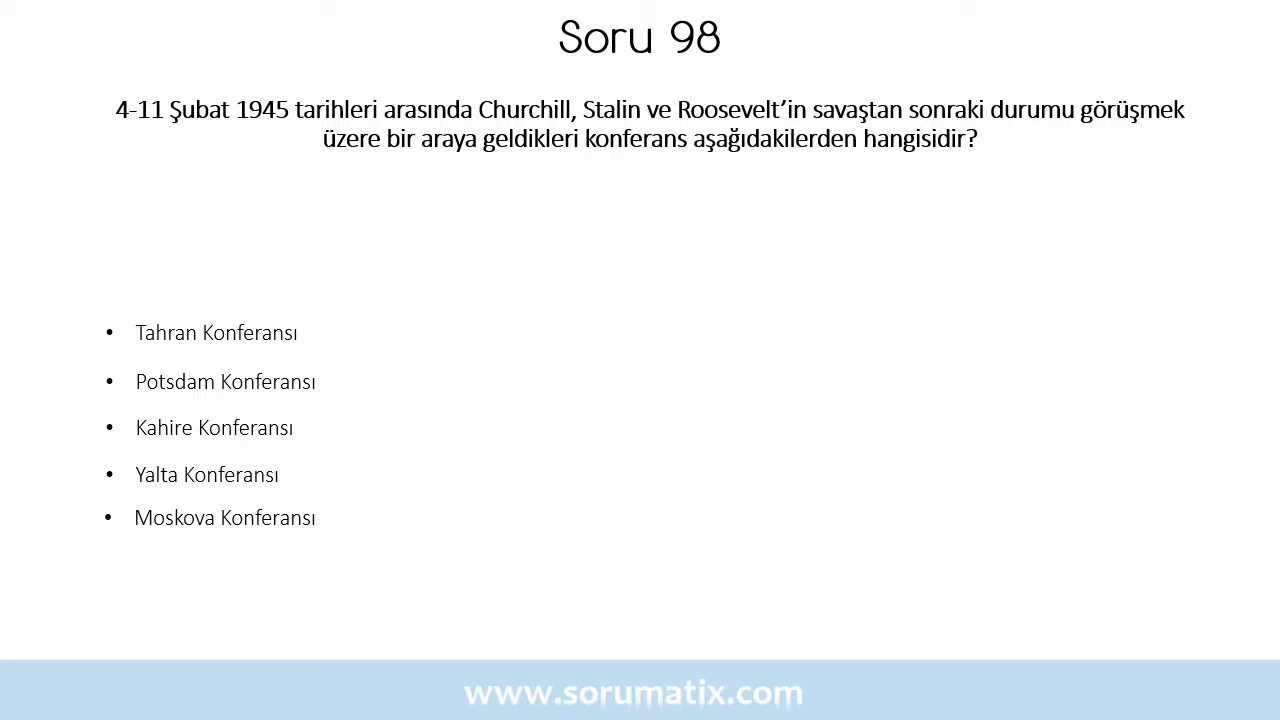 Soru 98
4-11 Şubat 1945 tarihleri arasında Churchill, Stalin ve Roosevelt’in savaştan sonraki durumu görüşmek
üzere bir araya geldikleri konferans aşağıdakilerden hangisidir?
• Tahran Konferansı
• Potsdam Konferansı
• Kahire Konferansı
• Yalta Konferansı
• Moskova Konferansı
www.sorumatix.com